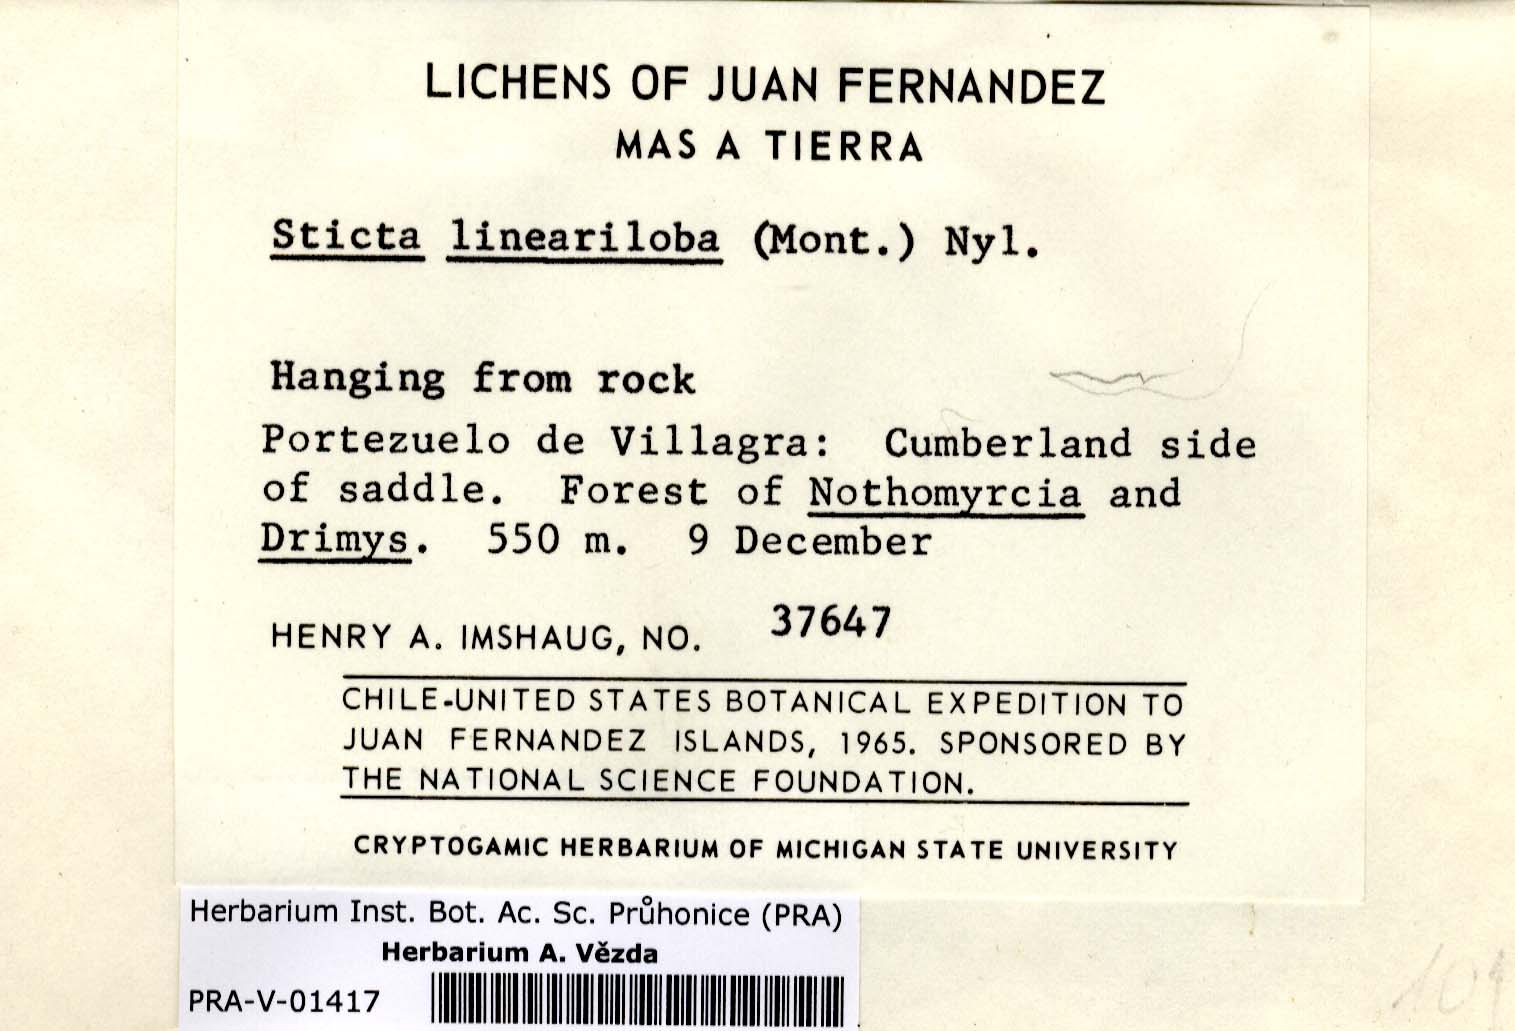 LICHENS OF JUAN FERNANDEZ
MAS A TIERRA
Sticta lineariloba (Mont.) Nyl.
Hanging from rock
Portezuelo de Villagra: Cumberland side
of saddle. Forest of Nothomyrcia and
Drimys. 550 m. 9 December
HENRY A. IMSHAUG, NO. 37647
CHILE-UNITED STATES BOTANICAL EXPEDITION TO
JUAN FERNANDEZ ISLANDS, 1965. SPONSORED BY
THE NATIONAL SCIENCE FOUNDATION.
CRYPTOGAMIC HERBARIUM OF MICHIGAN STATE UNIVERSITY
Herbarium Inst. Bot. Ac. Sc. Průhonice (PRA)
Herbarium A. Vězda
PRA-V-01417